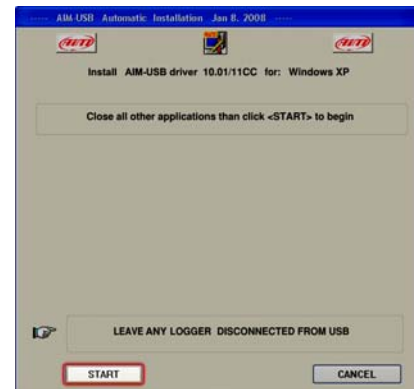 ----- AIM-USB Automatic Installation Jan 8. 2008 -----
Install AIM-USB driver 10.01/11CC for: Windows XP
Close all other applications than click <START> to begin
LEAVE ANY LOGGER DISCONNECTED FROM USB
START CANCEL